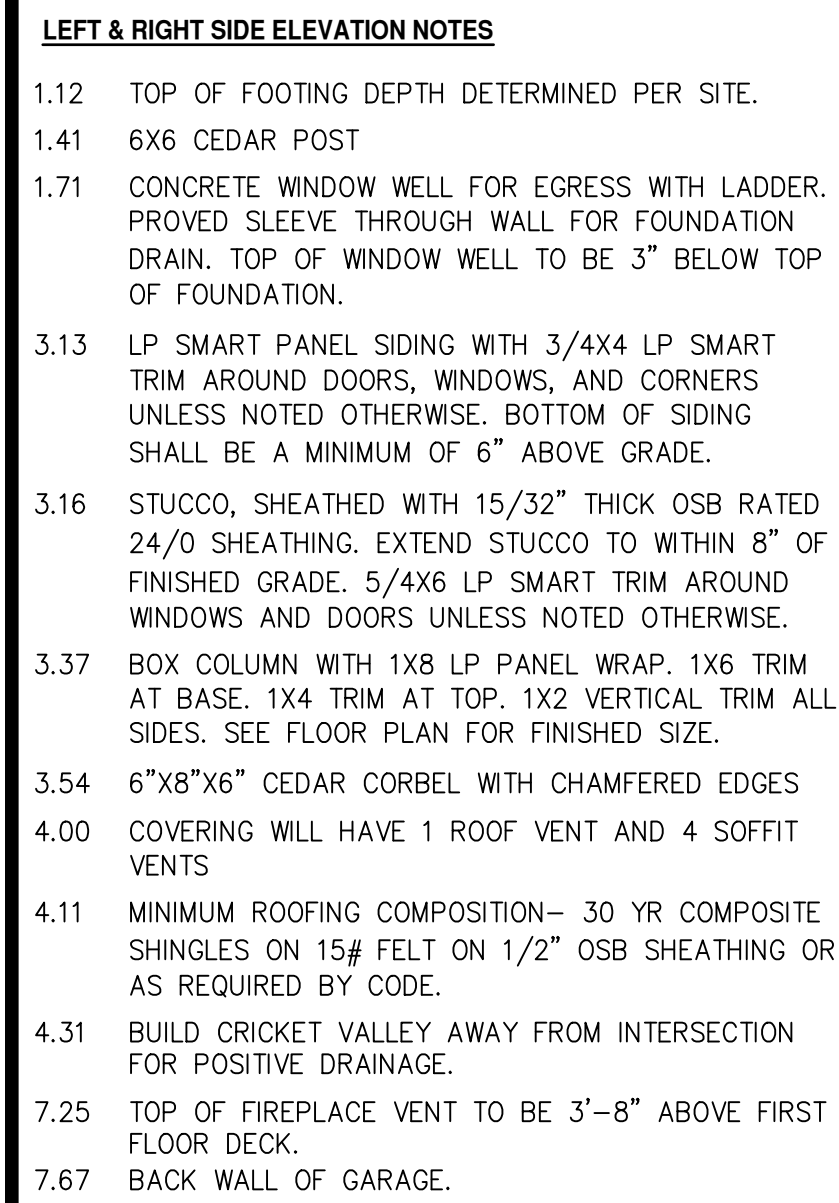 LEFT & RIGHT SIDE ELEVATION NOTES
1.12 TOP OF FOOTING DEPTH DETERMINED PER SITE.
1.41 6X6 CEDAR POST
1.71 CONCRETE WINDOW WELL FOR EGRESS WITH LADDER.
PROVED SLEEVE THROUGH WALL FOR FOUNDATION
DRAIN. TOP OF WINDOW WELL TO BE 3” BELOW TOP
OF FOUNDATION.
3.13 LP SMART PANEL SIDING WITH 3/4X4 LP SMART
TRIM AROUND DOORS, WINDOWS, AND CORNERS
UNLESS NOTED OTHERWISE. BOTTOM OF SIDING
SHALL BE A MINIMUM OF 6” ABOVE GRADE.
3.16 STUCCO, SHEATHED WITH 15/32” THICK OSB RATED
24/0 SHEATHING. EXTEND STUCCO TO WITHIN 8” OF
FINISHED GRADE. 5/4X6 LP SMART TRIM AROUND
WINDOWS AND DOORS UNLESS NOTED OTHERWISE.
3.37 BOX COLUMN WITH 1X8 LP PANEL WRAP. 1X6 TRIM
AT BASE. 1X4 TRIM AT TOP. 1X2 VERTICAL TRIM ALL
SIDES. SEE FLOOR PLAN FOR FINISHED SIZE.
3.54 6”X8”X6” CEDAR CORBEL WITH CHAMFERED EDGES
4.00 COVERING WILL HAVE 1 ROOF VENT AND 4 SOFFIT
VENTS
4.11 MINIMUM ROOFING COMPOSITION– 30 YR COMPOSITE
SHINGLES ON 15# FELT ON 1/2” OSB SHEATHING OR
AS REQUIRED BY CODE.
4.31 BUILD CRICKET VALLEY AWAY FROM INTERSECTION
FOR POSITIVE DRAINAGE.
7.25 TOP OF FIREPLACE VENT TO BE 3’–8” ABOVE FIRST
FLOOR DECK.
7.67 BACK WALL OF GARAGE.